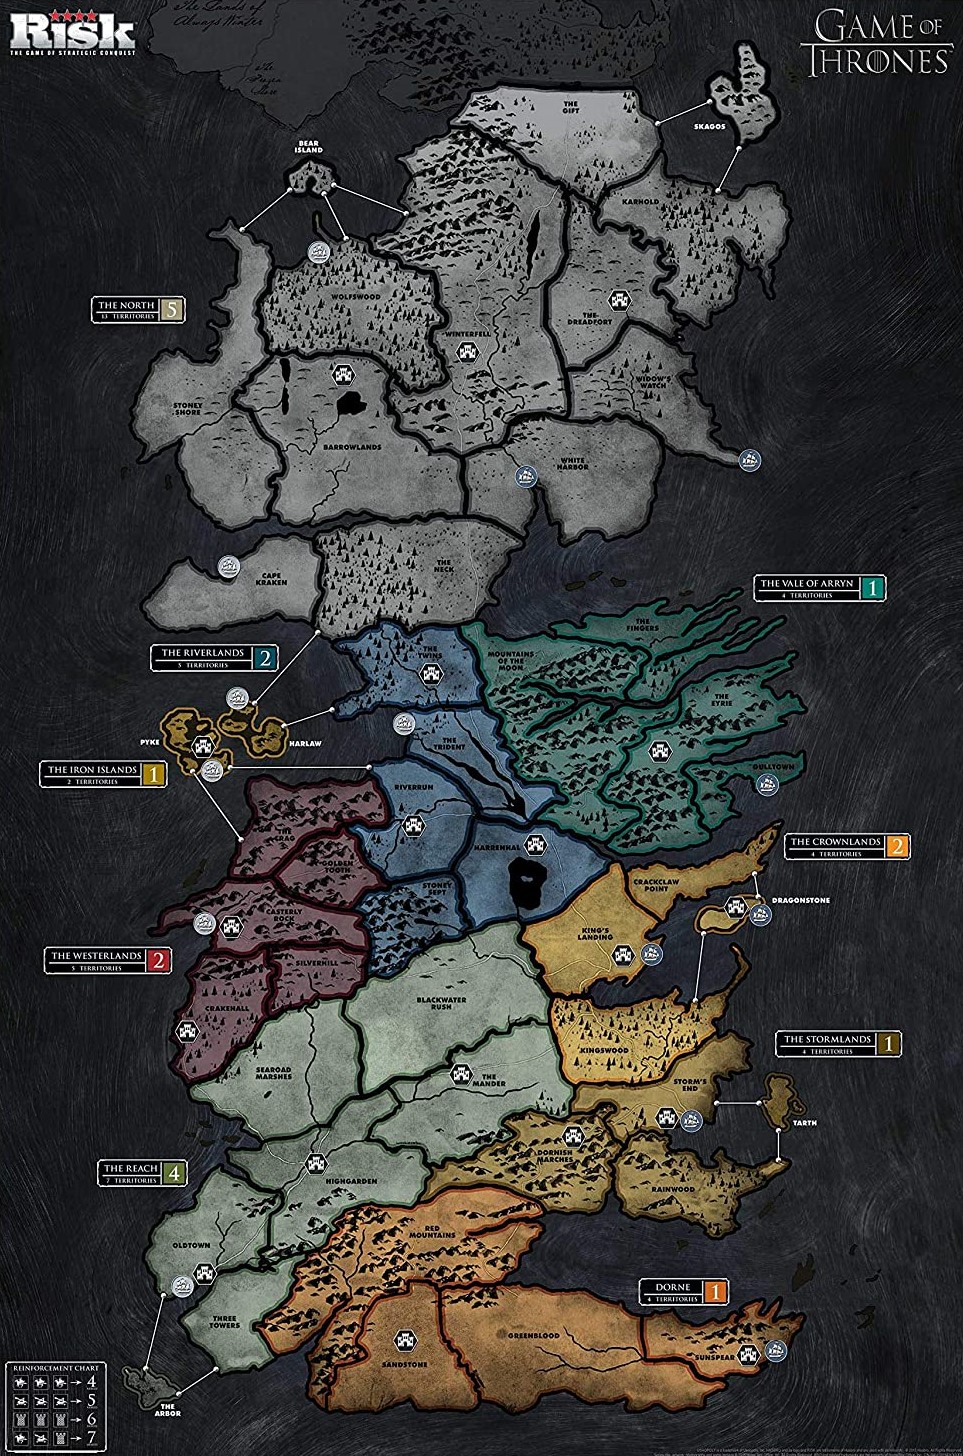 The Lands of
Always Winter
RISK
THE GAME OF STRATEGIC CONQUEST
GAME OF
THRONES
THE
GIFT
SKAGOS
BEAR
ISLAND
KARHOLD
WOLFSWOOD
THE NORTH 5
13 TERRITORIES
THE
DREADFORT
WINTERFELL
WIDOW'S
WATCH
STONEY
SHORE
BARROWLANDS
WHITE
HARBOR
THE
NECK
CAPE
KRAKEN
THE VALE OF ARRYN 1
4 TERRITORIES
THE
FINGERS
THE RIVERLANDS 2
5 TERRITORIES
THE
TWINS
MOUNTAINS
OF THE
MOON
THE
EYRIE
PYKE
HARLAW
THE
TRIDENT
GULLTOWN
THE IRON ISLANDS 1
2 TERRITORIES
RIVERRUN
THE
CRAG
HARRENHAL
THE CROWNLANDS 2
4 TERRITORIES
GOLDEN
TOOTH
STONEY
SEPT
CRACKCLAW
POINT
DRAGONSTONE
CASTERLY
ROCK
KING'S
LANDING
THE WESTERLANDS 2
5 TERRITORIES
SILVERHILL
CRAKEHALL
BLACKWATER
RUSH
THE STORMLANDS 1
4 TERRITORIES
KINGSWOOD
SEAROAD
MARSHES
THE
MANDER
STORM'S
END
TARTH
DORNISH
MARCHES
THE REACH 4
7 TERRITORIES
HIGHGARDEN
RAINWOOD
RED
MOUNTAINS
OLDTOWN
DORNE 1
4 TERRITORIES
THREE
TOWERS
GREENBLOOD
SANDSTONE
SUNSPEAR
REINFORCEMENT CHART
4
5
6
7
THE
ARBOR